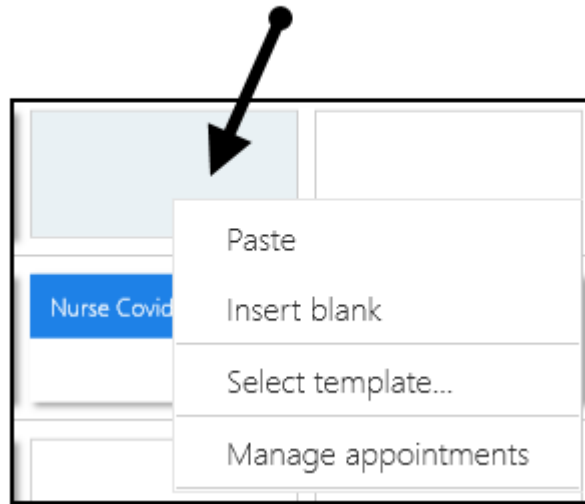 Paste
Nurse Covid
Insert blank
Select template...
Manage appointments